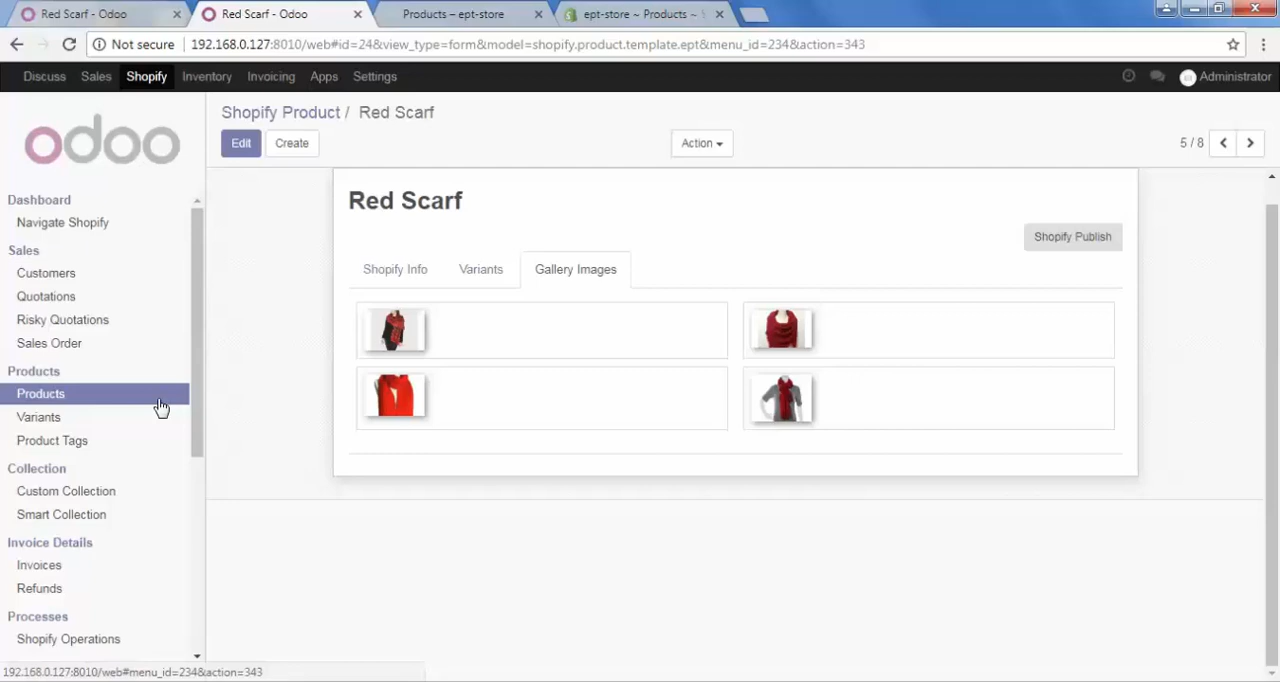 Red Scarf - Odoo
Red Scarf - Odoo
Products – ept-store
ept-store ~ Products ~
Not secure
192.168.0.127:8010/web#id=24&view_type=form&model=shopify.product.template.ept&menu_id=234&action=343
Discuss Sales Shopify Inventory Invoicing Apps Settings
Administrator
odoo
Shopify Product / Red Scarf
Edit Create
Action
5 / 8
Dashboard
Navigate Shopify
Sales
Customers
Quotations
Risky Quotations
Sales Order
Products
Products
Variants
Product Tags
Collection
Custom Collection
Smart Collection
Invoice Details
Invoices
Refunds
Processes
Shopify Operations
Red Scarf
Shopify Publish
Shopify Info Variants Gallery Images
192.168.0.127:8010/web#menu_id=234&action=343